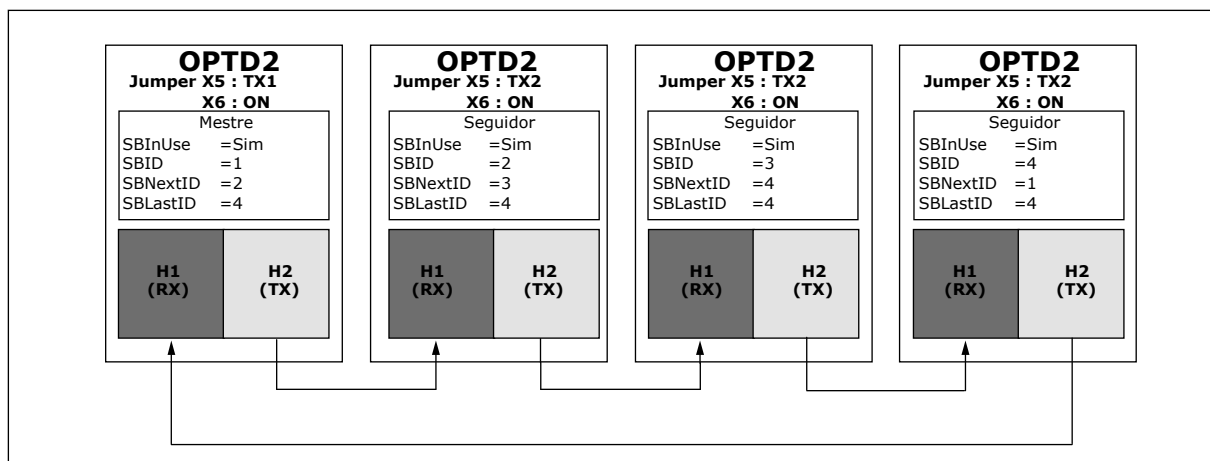 OPTD2
Jumper X5 : TX1
X6 : ON
Mestre
SBInUse =Sim
SBID =1
SBNextID =2
SBLastID =4
H1
(RX)
H2
(TX)
OPTD2
Jumper X5 : TX2
X6 : ON
Seguidor
SBInUse =Sim
SBID =2
SBNextID =3
SBLastID =4
H1
(RX)
H2
(TX)
OPTD2
Jumper X5 : TX2
X6 : ON
Seguidor
SBInUse =Sim
SBID =3
SBNextID =4
SBLastID =4
H1
(RX)
H2
(TX)
OPTD2
Jumper X5 : TX2
X6 : ON
Seguidor
SBInUse =Sim
SBID =4
SBNextID =1
SBLastID =4
H1
(RX)
H2
(TX)